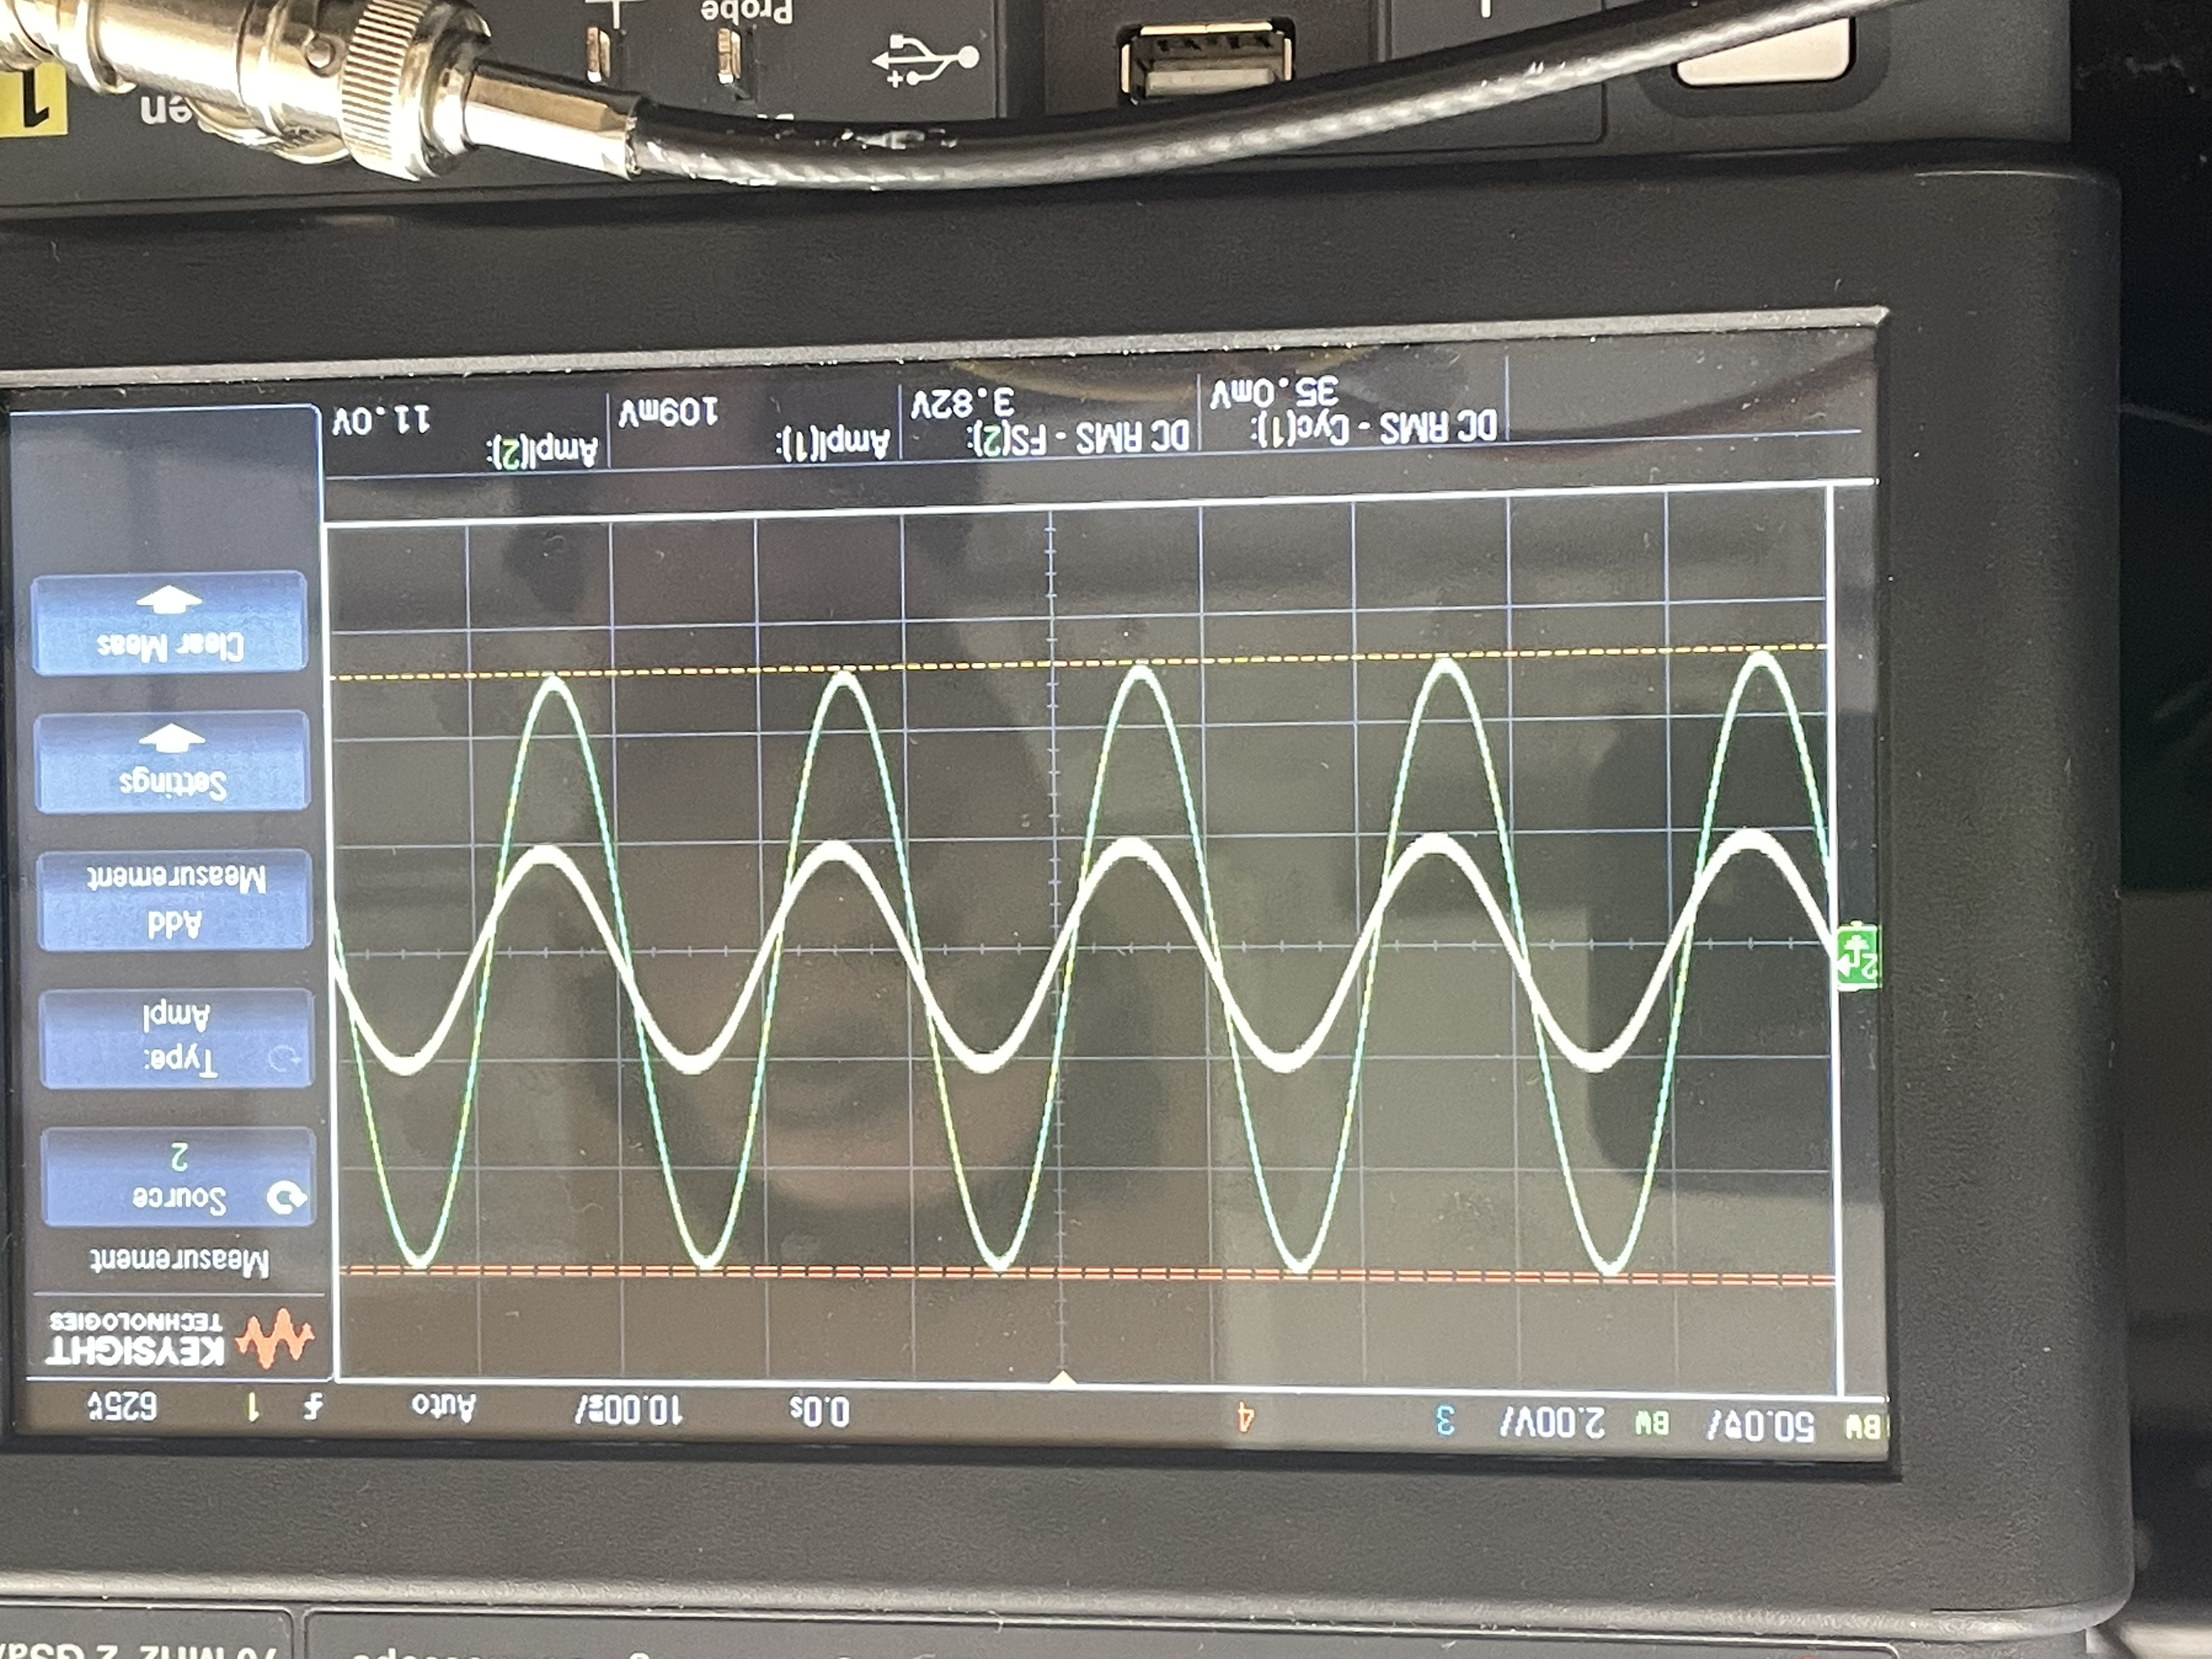 70 MHz 2 GSa/
BW 50.0mV/ BW 2.00V/ 3 4 0.0s 10.00ms/ Auto 1 625mV
KEYSIGHT
TECHNOLOGIES
Measurement
Source
2
Type:
Ampl
Add
Measurement
Settings
Clear Meas
2
DC RMS - Cyc(1):
35.0mV
DC RMS - FS(2):
3.82V
Ampl(1):
109mV
Ampl(2):
11.0V
en
1
Probe